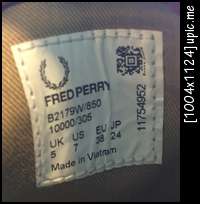 FRED PERRY
B2179W/850
10000/305
UK US EU JP
5 7 38 24
Made in Vietnam
11754952
[1004x1124]upic.me